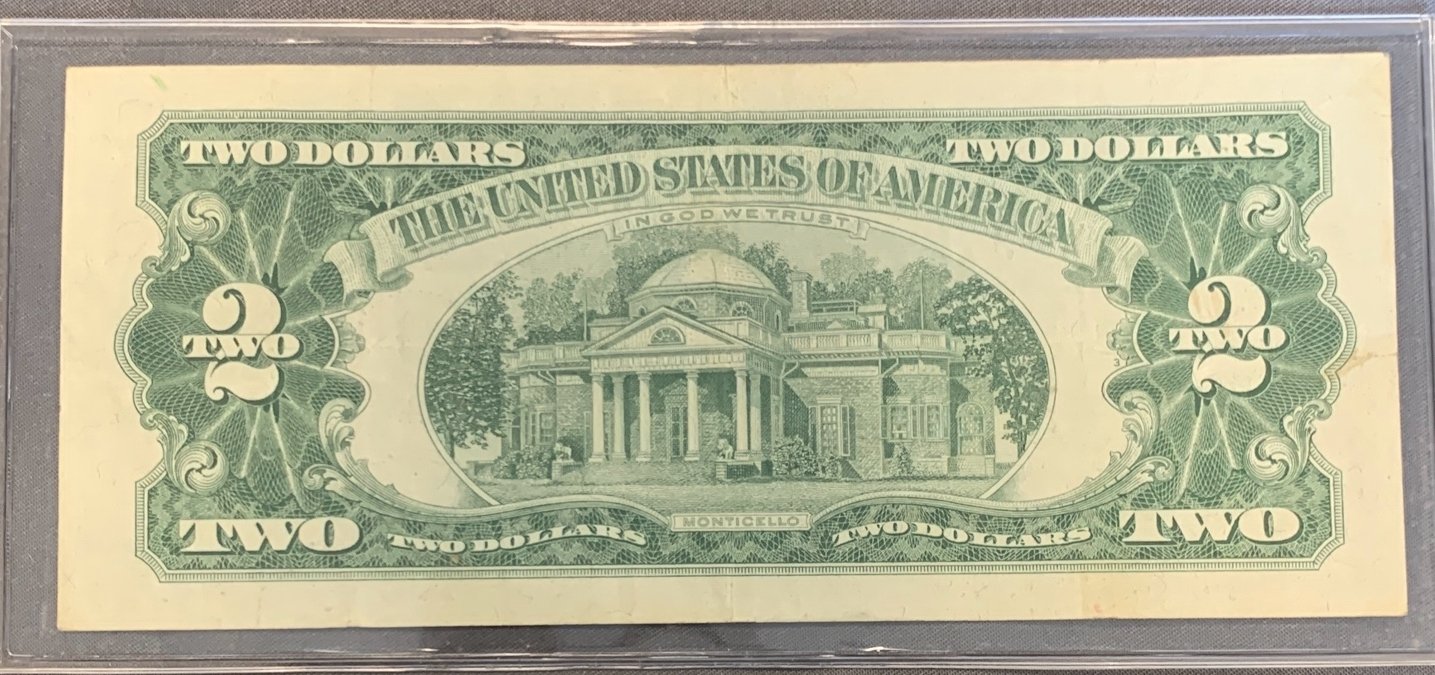 TWO DOLLARS TWO DOLLARS
THE UNITED STATES OF AMERICA
IN GOD WE TRUST
2 2
TWO TWO
3
MONTICELLO
TWO TWO DOLLARS TWO DOLLARS TWO